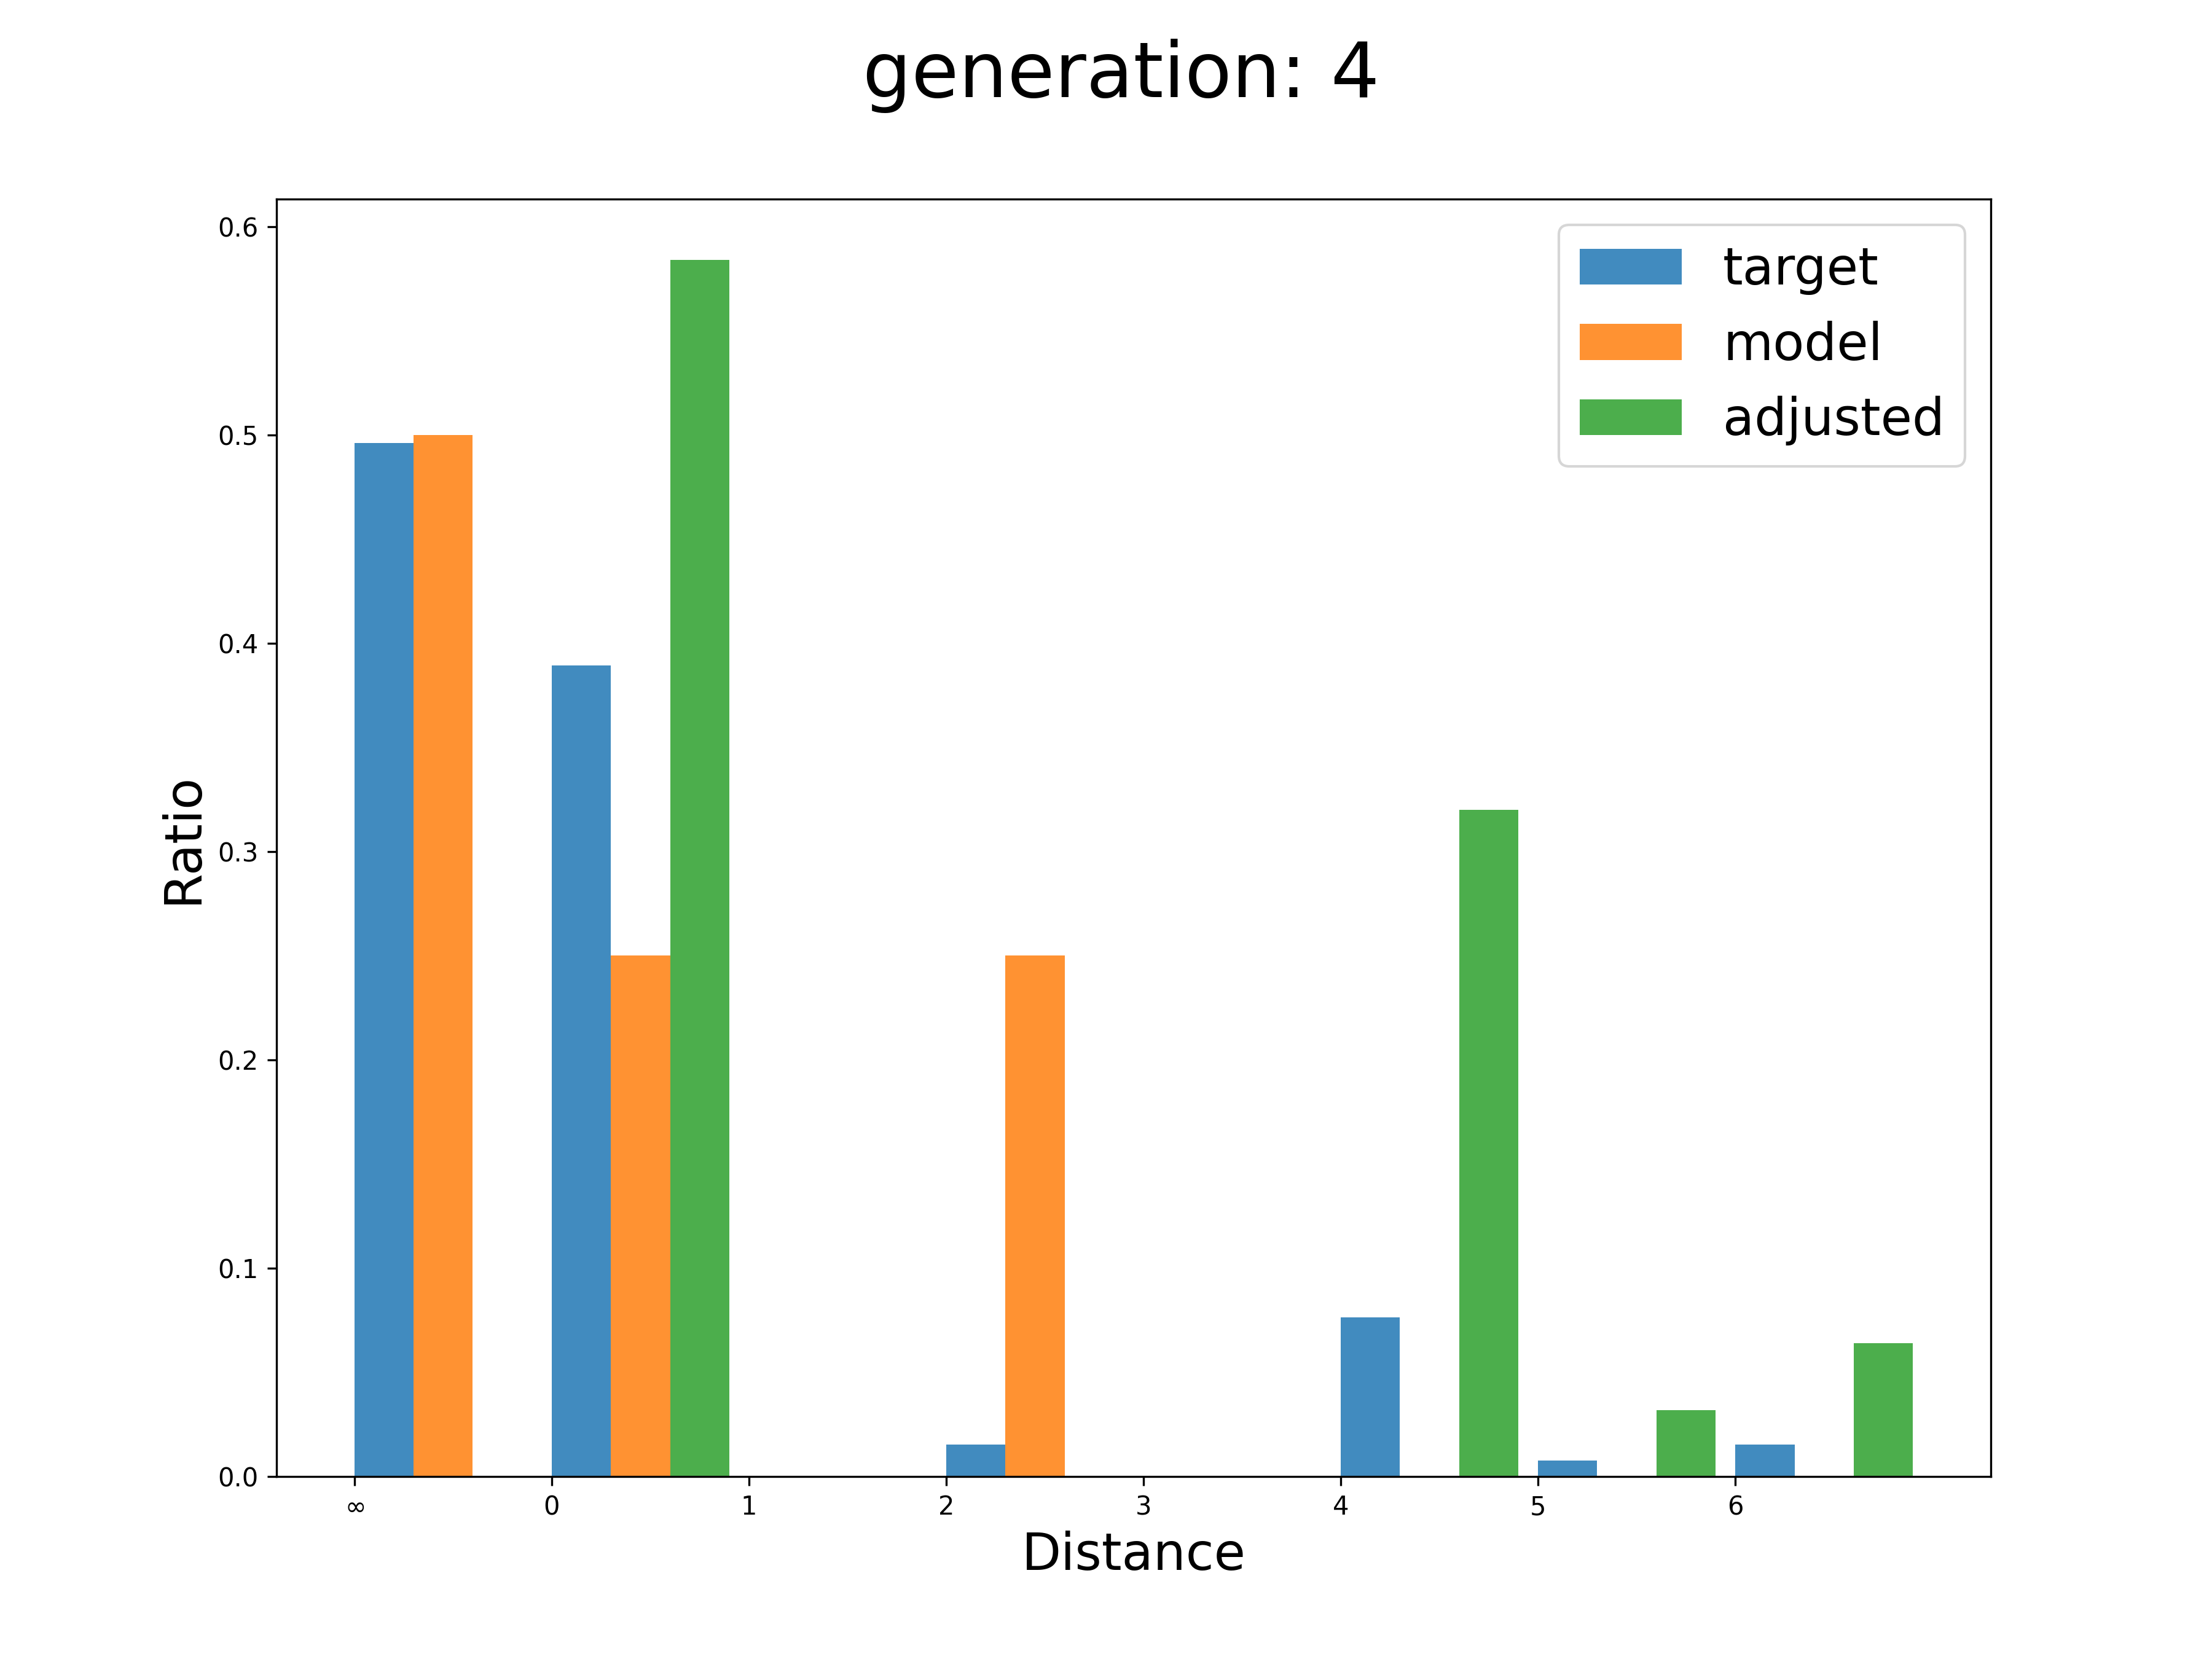 generation: 4
target
model
adjusted
0.6
0.5
0.4
0.3
0.2
0.1
0.0
Ratio
∞ 0 1 2 3 4 5 6
Distance